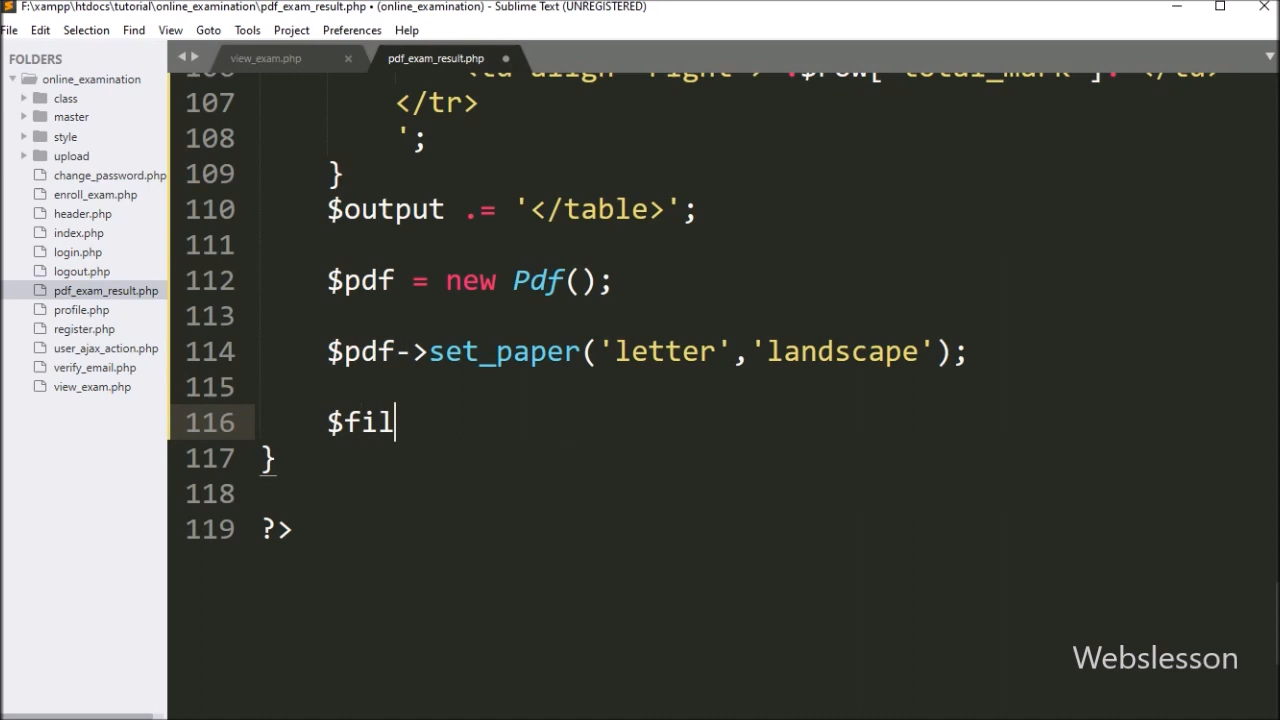 F:\xampp\htdocs\tutorial\online_examination\pdf_exam_result.php • (online_examination) - Sublime Text (UNREGISTERED)
File Edit Selection Find View Goto Tools Project Preferences Help
FOLDERS
online_examination
class
master
style
upload
change_password.php
enroll_exam.php
header.php
index.php
login.php
logout.php
pdf_exam_result.php
profile.php
register.php
user_ajax_action.php
verify_email.php
view_exam.php
view_exam.php × pdf_exam_result.php
107 </tr>
108 ';
109 }
110 $output .= '</table>';
111
112 $pdf = new Pdf();
113
114 $pdf->set_paper('letter','landscape');
115
116 $fil
117 }
118
119 ?>
Webslesson